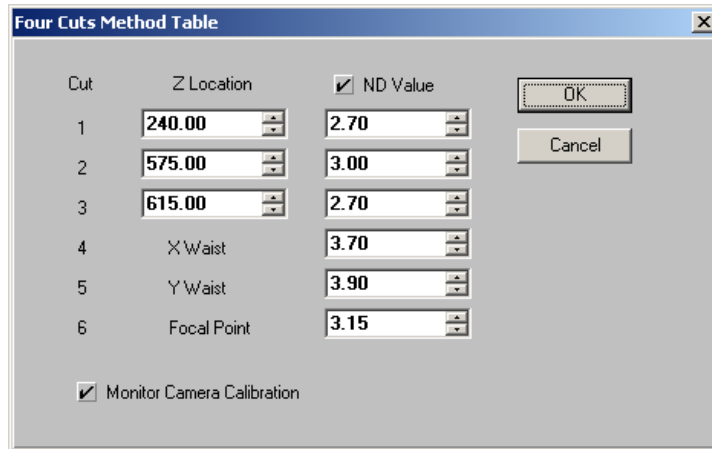 Four Cuts Method Table
Cut Z Location ND Value
OK
1 240.00 2.70
Cancel
2 575.00 3.00
3 615.00 2.70
4 X Waist 3.70
5 Y Waist 3.90
6 Focal Point 3.15
Monitor Camera Calibration